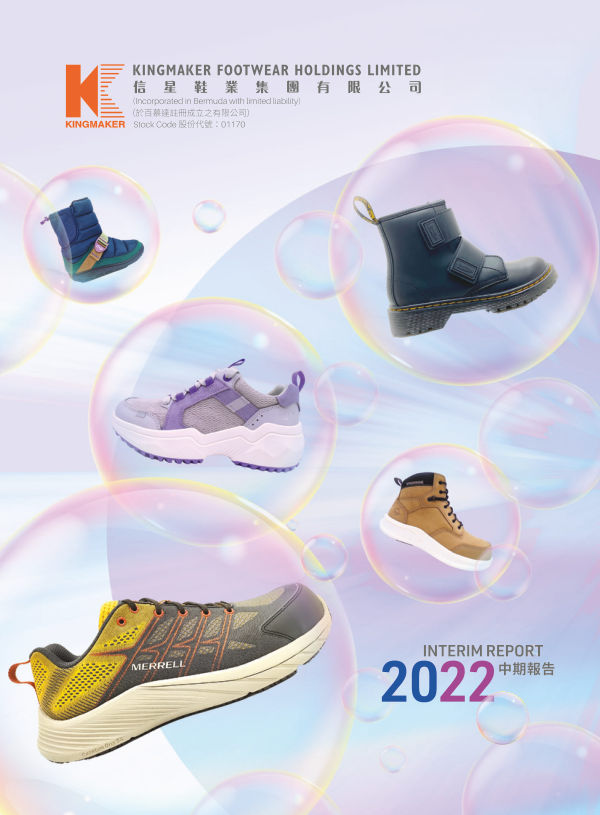 KINGMAKER FOOTWEAR HOLDINGS LIMITED
信星鞋業集團有限公司
(Incorporated in Bermuda with limited liability)
(於百慕達註冊成立之有限公司)
Stock Code 股份代號：01170
KINGMAKER
MERRELL
INTERIM REPORT
2022 中期報告